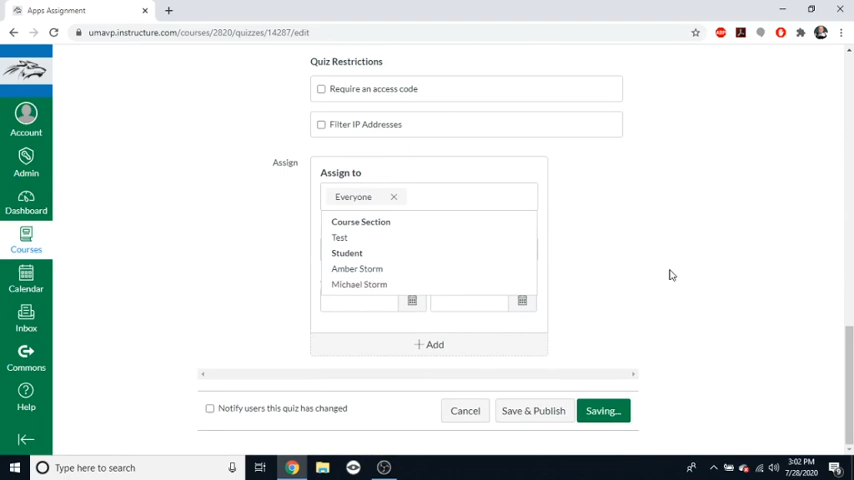 Apps Assignment
umavp.instructure.com/courses/2820/quizzes/14287/edit
Quiz Restrictions
Require an access code
Filter IP Addresses
Assign
Assign to
Everyone
Course Section
Test
Student
Amber Storm
Michael Storm
Add
Notify users this quiz has changed
Cancel
Save & Publish
Saving...
Account
Admin
Dashboard
Courses
Calendar
Inbox
Commons
Help
Type here to search
3:02 PM
7/28/2020